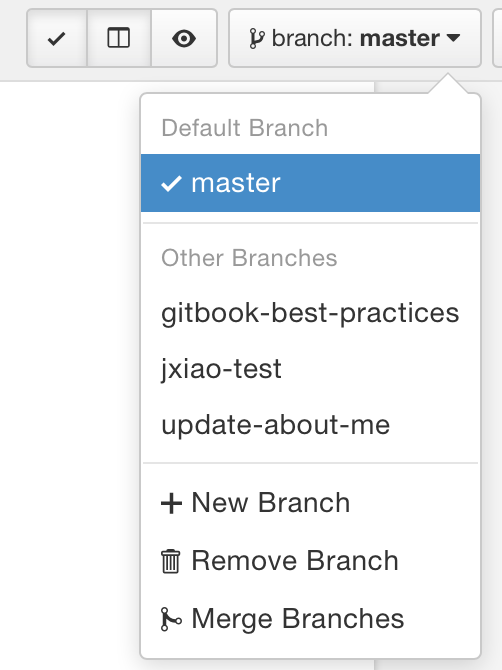 branch: master
Default Branch
master
Other Branches
gitbook-best-practices
jxiao-test
update-about-me
New Branch
Remove Branch
Merge Branches